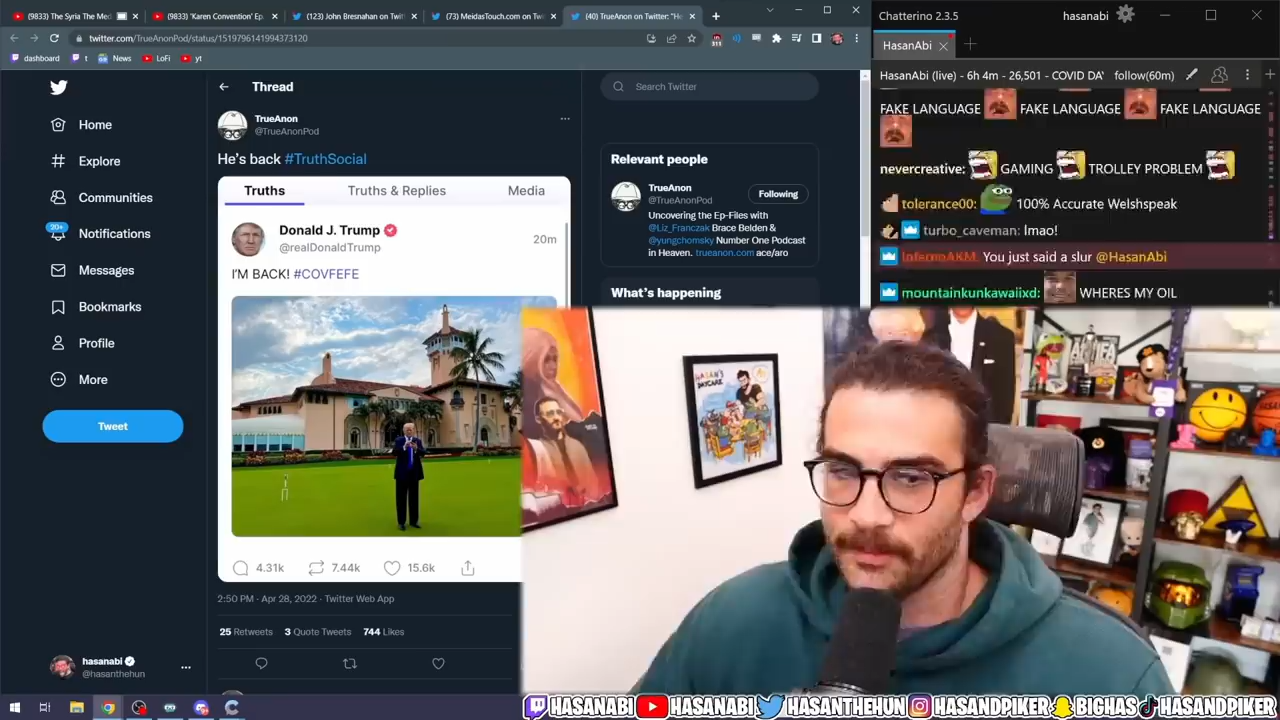 (9833) The Syria The Med
(9833) 'Karen Convention' Ep.
(123) John Bresnahan on Twitt
(73) MeidasTouch.com on Twitt
(40) TrueAnon on Twitter: "He
twitter.com/TrueAnonPod/status/1519796141994373120
dashboard
t
News
LoFi
yt
Home
Explore
Communities
20+
Notifications
Messages
Bookmarks
Profile
More
Tweet
hasanabi
@hasanthehun
Thread
TrueAnon
@TrueAnonPod
He's back #TruthSocial
Truths Truths & Replies Media
Donald J. Trump
@realDonaldTrump
20m
I'M BACK! #COVFEFE
4.31k 7.44k 15.6k
2:50 PM · Apr 28, 2022 · Twitter Web App
25 Retweets 3 Quote Tweets 744 Likes
Search Twitter
Relevant people
TrueAnon
@TrueAnonPod
Following
Uncovering the Ep-Files with
@Liz_Franczak Brace Belden &
@yungchomsky Number One Podcast
in Heaven. trueanon.com ace/aro
What's happening
Chatterino 2.3.5
hasanabi
HasanAbi
HasanAbi (live) - 6h 4m - 26,501 - COVID DA' follow(60m)
FAKE LANGUAGE FAKE LANGUAGE FAKE LANGUAGE
nevercreative: GAMING TROLLEY PROBLEM
tolerance00: 100% Accurate Welshspeak
turbo_caveman: lmao!
InfernoAKM: You just said a slur @HasanAbi
mountainkunkawaiixd: WHERES MY OIL
HASAN'S
DAYCARE
HASANABI HASANABI HASANTHEHUN HASANDPIKER BIGHAS HASANDPIKER